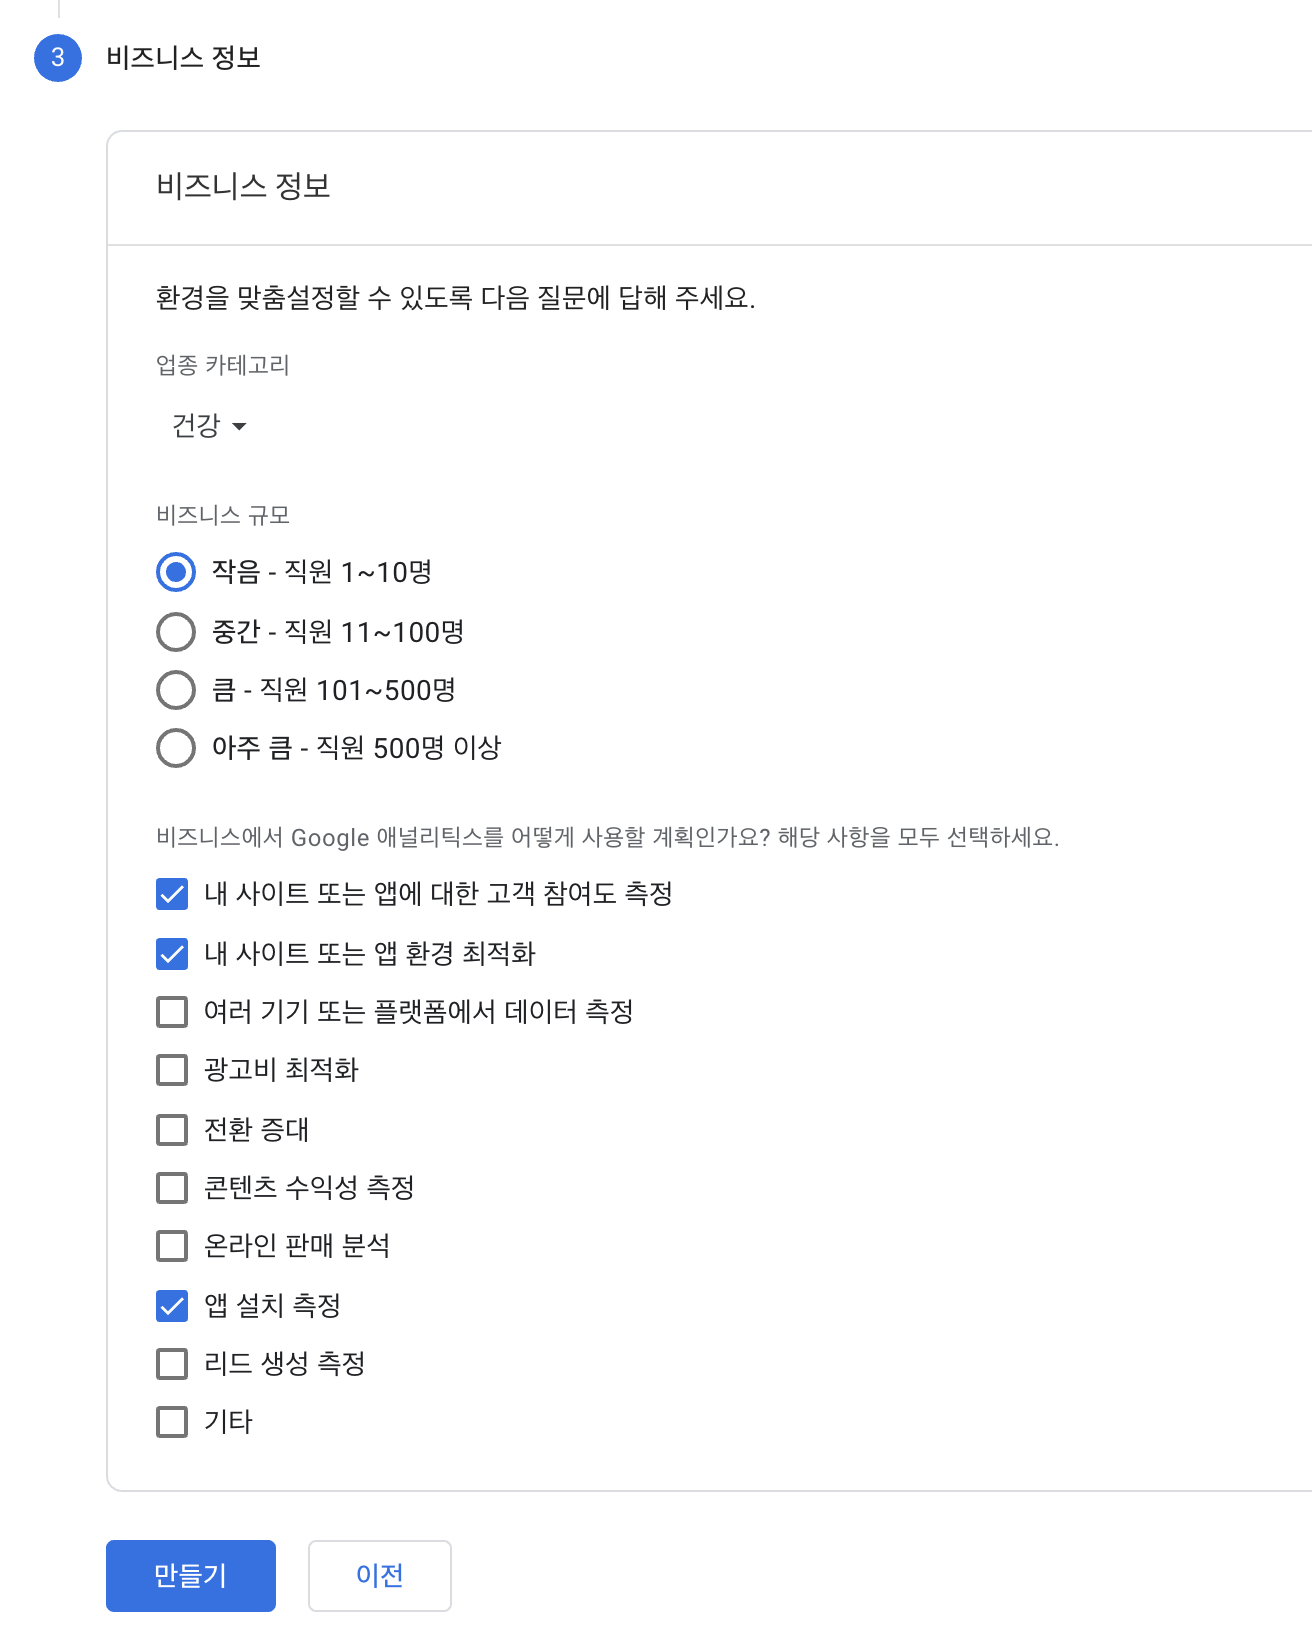 3 비즈니스 정보
비즈니스 정보
환경을 맞춤설정할 수 있도록 다음 질문에 답해 주세요.
업종 카테고리
건강
비즈니스 규모
작음 - 직원 1~10명
중간 - 직원 11~100명
큼 - 직원 101~500명
아주 큼 - 직원 500명 이상
비즈니스에서 Google 애널리틱스를 어떻게 사용할 계획인가요? 해당 사항을 모두 선택하세요.
내 사이트 또는 앱에 대한 고객 참여도 측정
내 사이트 또는 앱 환경 최적화
여러 기기 또는 플랫폼에서 데이터 측정
광고비 최적화
전환 증대
콘텐츠 수익성 측정
온라인 판매 분석
앱 설치 측정
리드 생성 측정
기타
만들기 이전